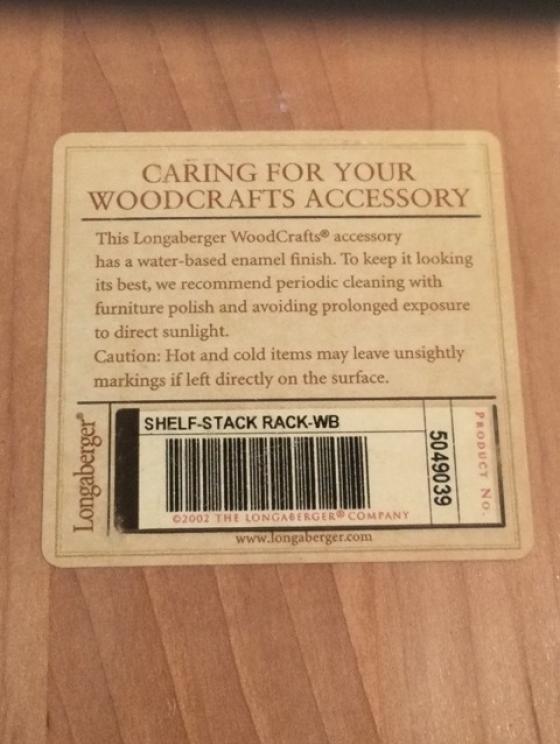 CARING FOR YOUR
WOODCRAFTS ACCESSORY
This Longaberger WoodCrafts® accessory
has a water-based enamel finish. To keep it looking
its best, we recommend periodic cleaning with
furniture polish and avoiding prolonged exposure
to direct sunlight.
Caution: Hot and cold items may leave unsightly
markings if left directly on the surface.
Longaberger®
SHELF-STACK RACK-WB
5049039
PRODUCT NO.
©2002 THE LONGABERGER® COMPANY
www.longaberger.com